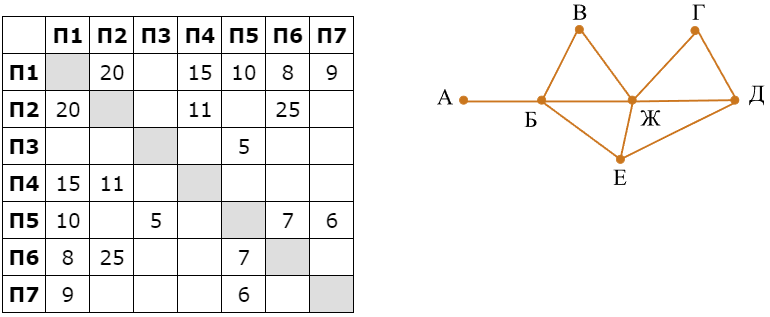 П1 П2 П3 П4 П5 П6 П7
П1 20 15 10 8 9
П2 20 11 25
П3 5
П4 15 11
П5 10 5 7 6
П6 8 25 7
П7 9 6
В Г
А Б Ж Д
Е